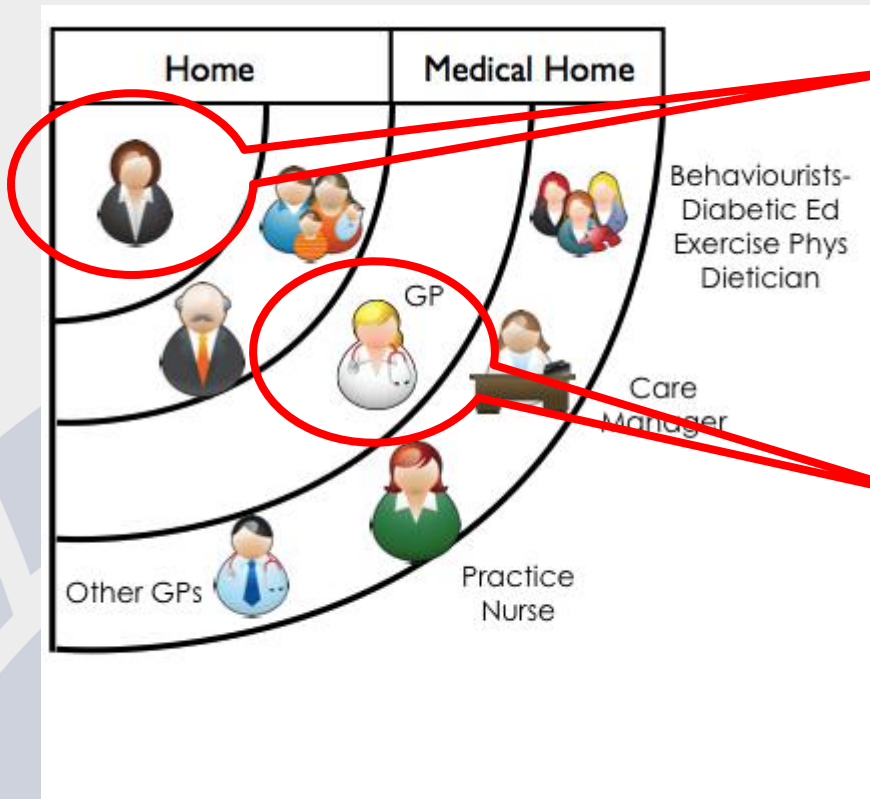 Home
Medical Home
Behaviourists-
Diabetic Ed
Exercise Phys
Dietician
GP
Care
Manager
Practice
Nurse
Other GPs